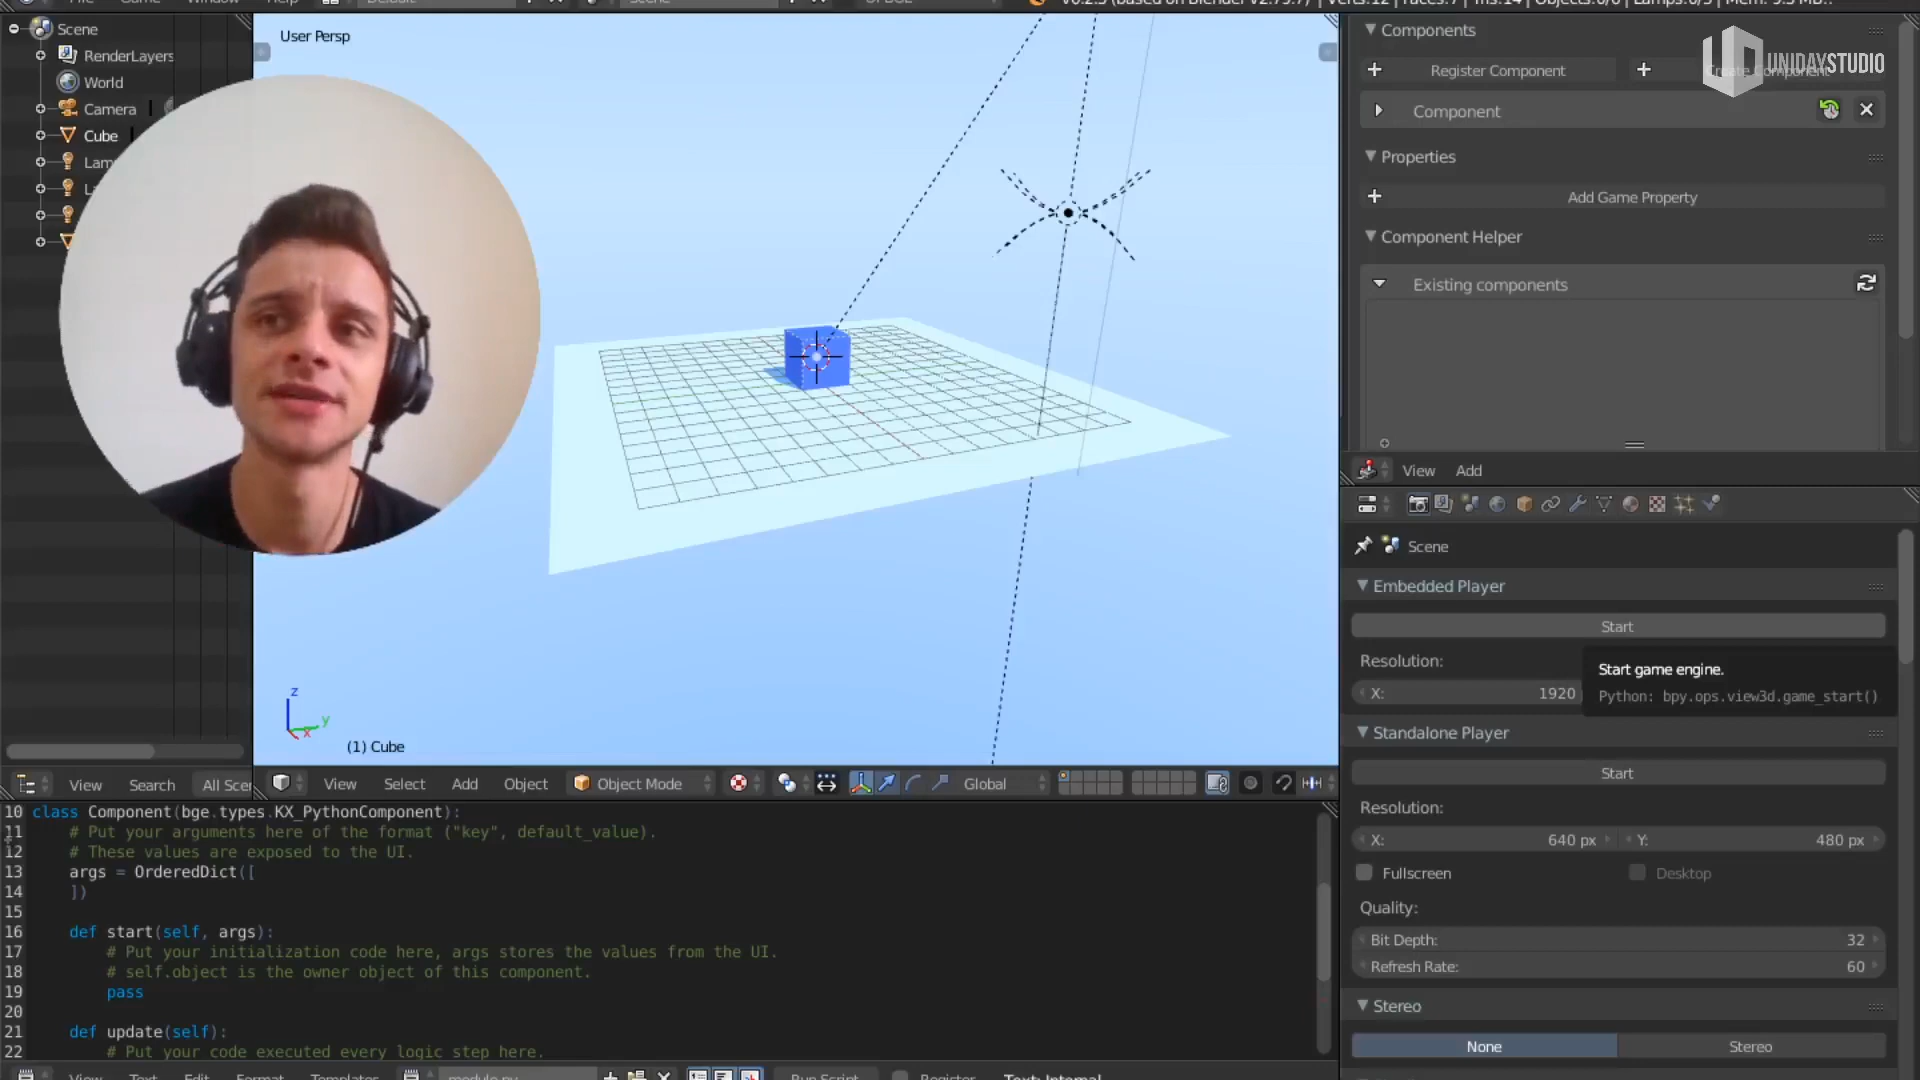 Scene
RenderLayers
World
Camera
Cube
User Persp
(1) Cube
z
y
x
View
Search
View
Select
Add
Object
Object Mode
Global
10 class Component(bge.types.KX_PythonComponent):
11 # Put your arguments here of the format ("key", default_value).
12 # These values are exposed to the UI.
13 args = OrderedDict([
14 ])
15
16 def start(self, args):
17 # Put your initialization code here, args stores the values from the UI.
18 # self.object is the owner object of this component.
19 pass
20
21 def update(self):
22 # Put your code executed every logic step here.
Components
Register Component
Create Component
UNIDAYSTUDIO
Component
Properties
Add Game Property
Component Helper
Existing components
View
Add
Scene
Embedded Player
Start
Resolution:
X: 1920
Start game engine.
Python: bpy.ops.view3d.game_start()
Standalone Player
Start
Resolution:
X: 640 px
Y: 480 px
Fullscreen
Desktop
Quality:
Bit Depth: 32
Refresh Rate: 60
Stereo
None
Stereo